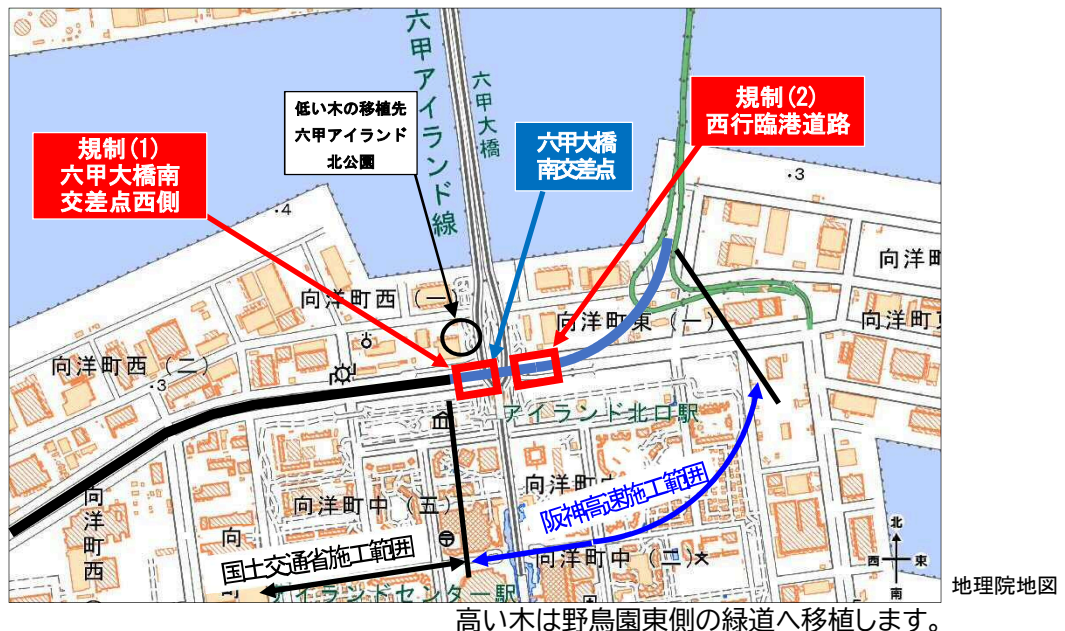 六甲アイランド線
六甲大橋
低い木の移植先
六甲アイランド
北公園
規制(1)
六甲大橋南
交差点西側
六甲大橋
南交差点
規制(2)
西行臨港道路
・3
・4
向洋町
向洋町西(一)
向洋町東(一)
向洋町東
向洋町西(二)
・3
アイランド北口駅
向洋町西
向
向洋町中(五)
向洋町
阪神高速施工範囲
国土交通省施工範囲
向洋町中(二)
アイランドセンター駅
北
西
東
南
地理院地図
高い木は野鳥園東側の緑道へ移植します。